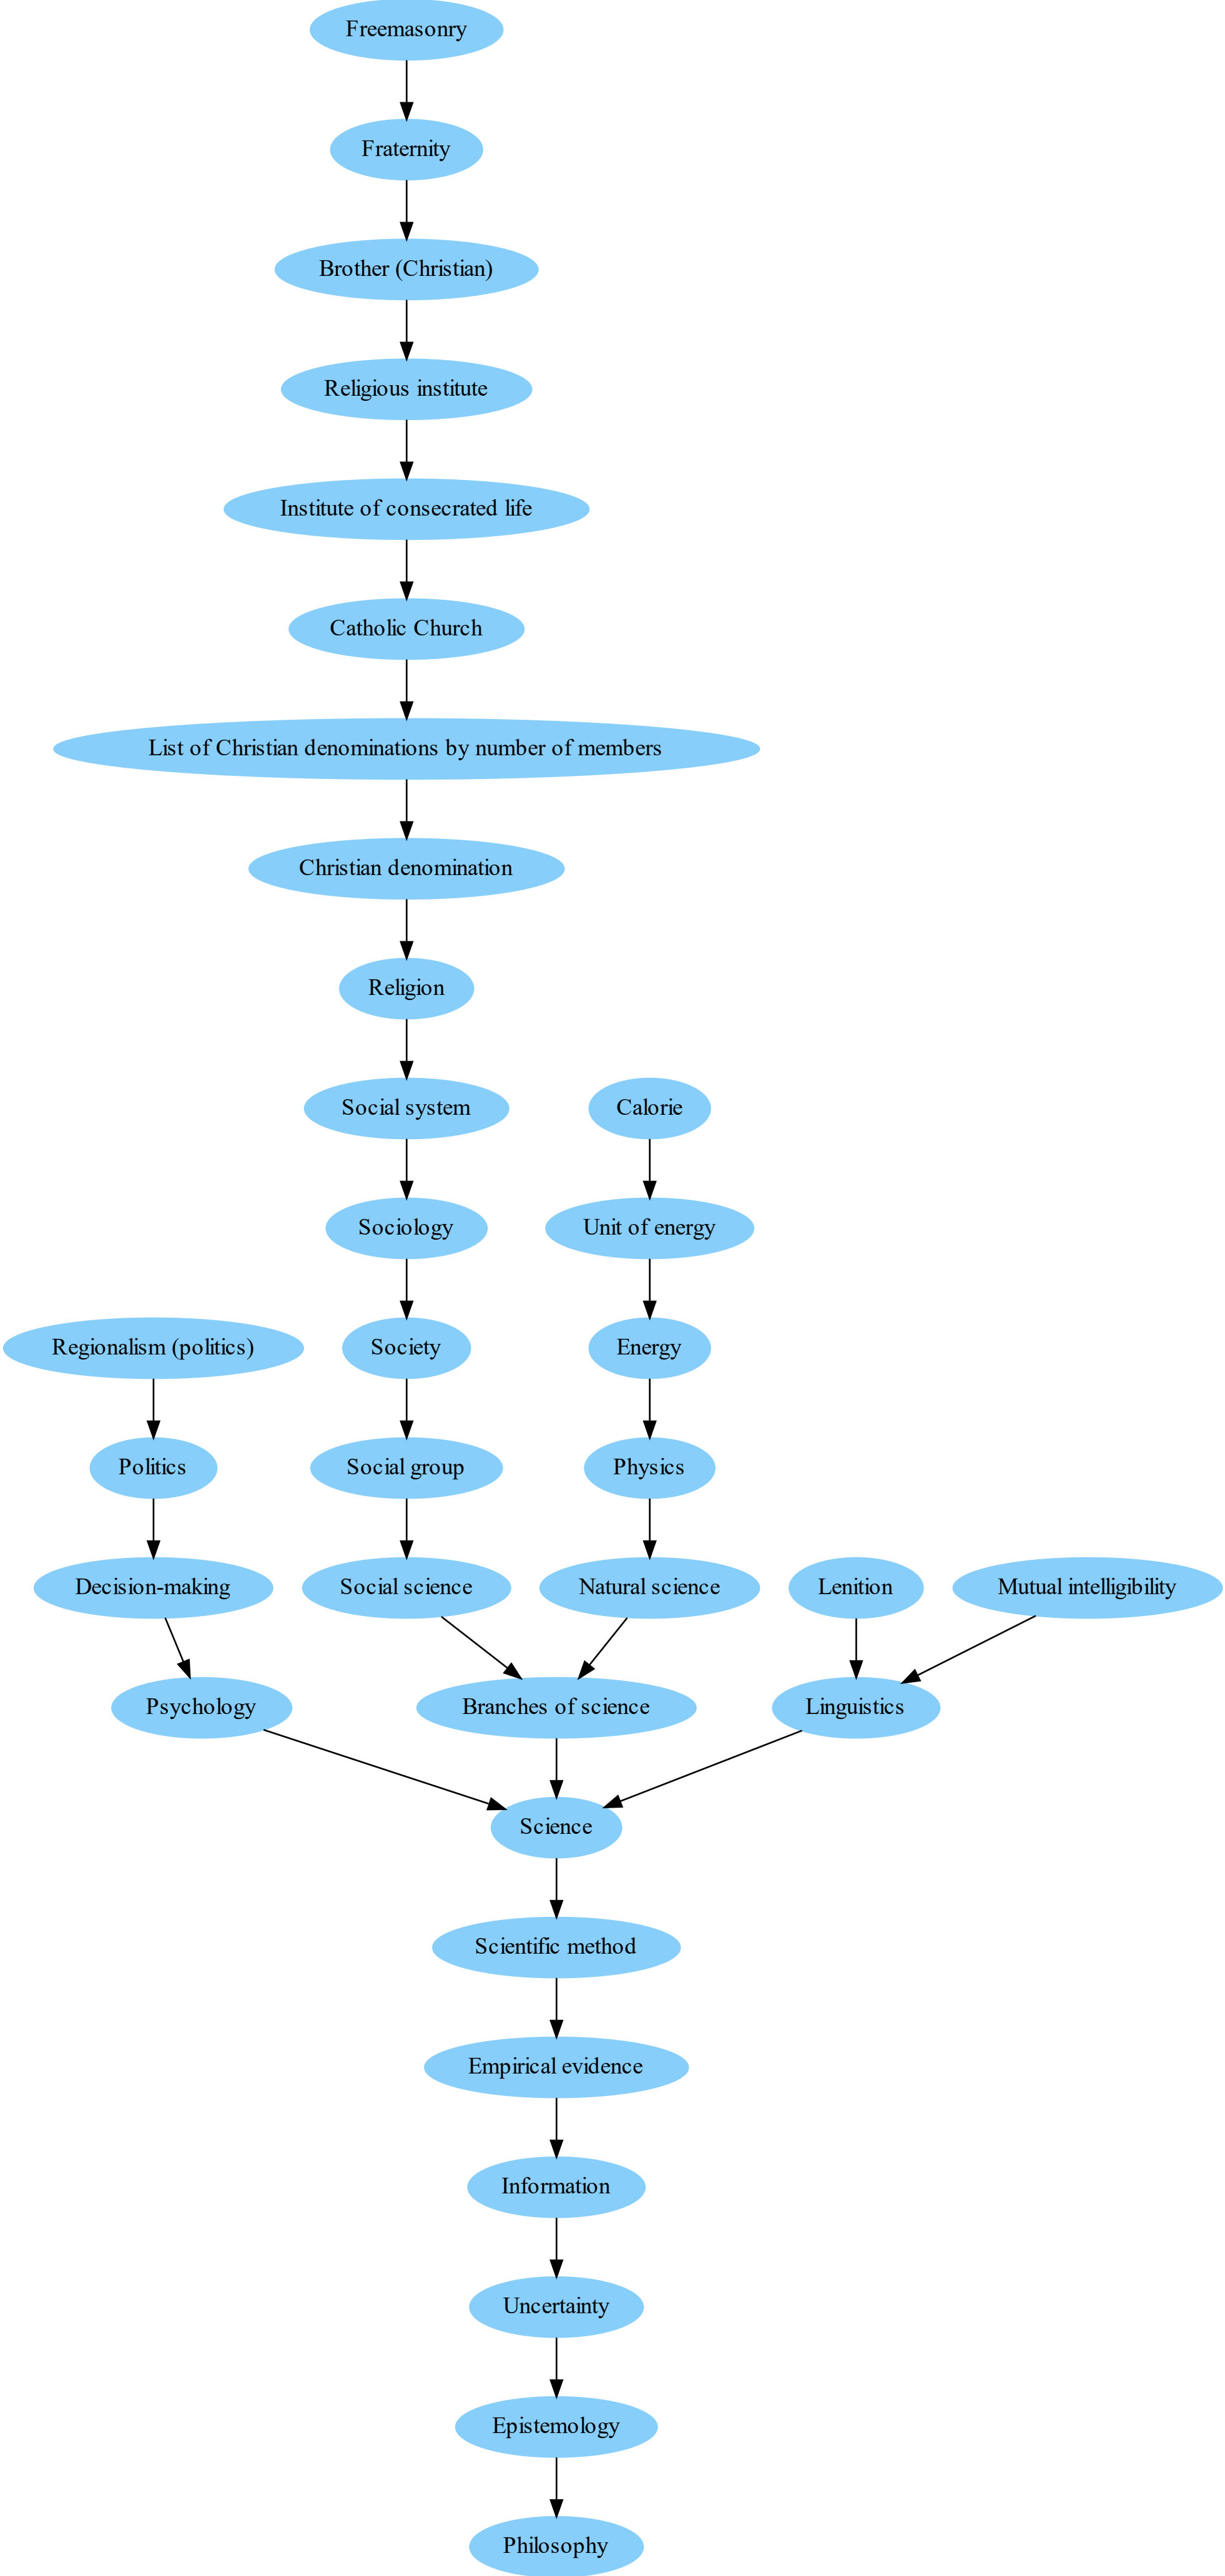 Freemasonry
Fraternity
Brother (Christian)
Religious institute
Institute of consecrated life
Catholic Church
List of Christian denominations by number of members
Christian denomination
Religion
Social system
Calorie
Sociology
Unit of energy
Regionalism (politics)
Society
Energy
Politics
Social group
Physics
Decision-making
Social science
Natural science
Lenition
Mutual intelligibility
Psychology
Branches of science
Linguistics
Science
Scientific method
Empirical evidence
Information
Uncertainty
Epistemology
Philosophy